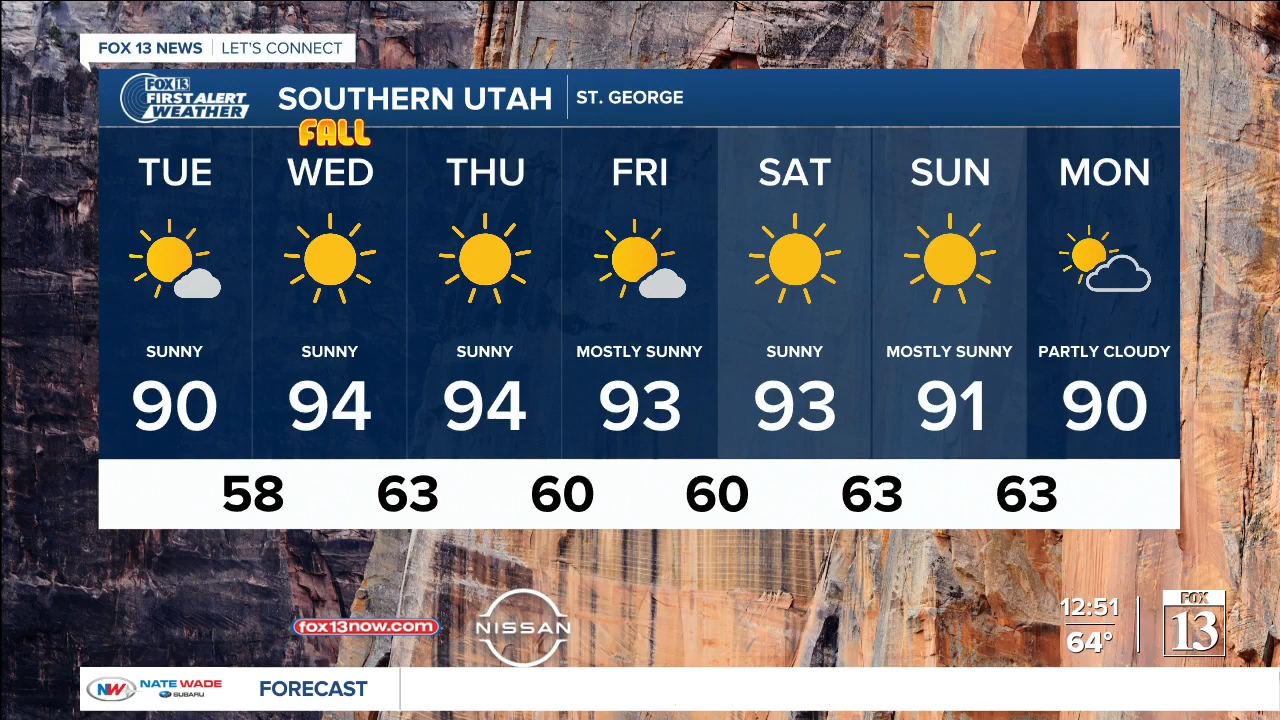 FOX 13 NEWS | LET'S CONNECT
FOX 13
FIRST ALERT
WEATHER
SOUTHERN UTAH | ST. GEORGE
FALL
TUE WED THU FRI SAT SUN MON
SUNNY SUNNY SUNNY MOSTLY SUNNY SUNNY MOSTLY SUNNY PARTLY CLOUDY
90 94 94 93 93 91 90
58 63 60 60 63 63
fox13now.com
NISSAN
12:51
64°
FOX
13
NW NATE WADE
SUBARU
FORECAST